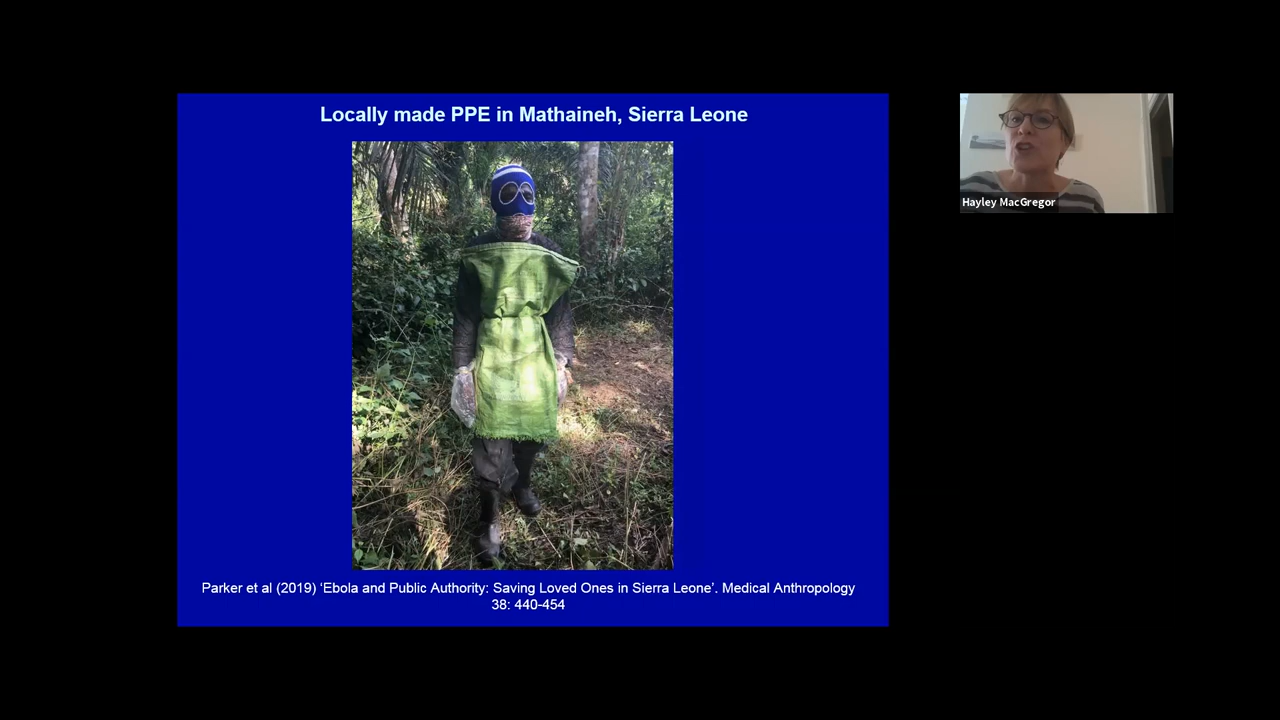 Locally made PPE in Mathaineh, Sierra Leone
Hayley MacGregor
Parker et al (2019) ‘Ebola and Public Authority: Saving Loved Ones in Sierra Leone’. Medical Anthropology
38: 440-454